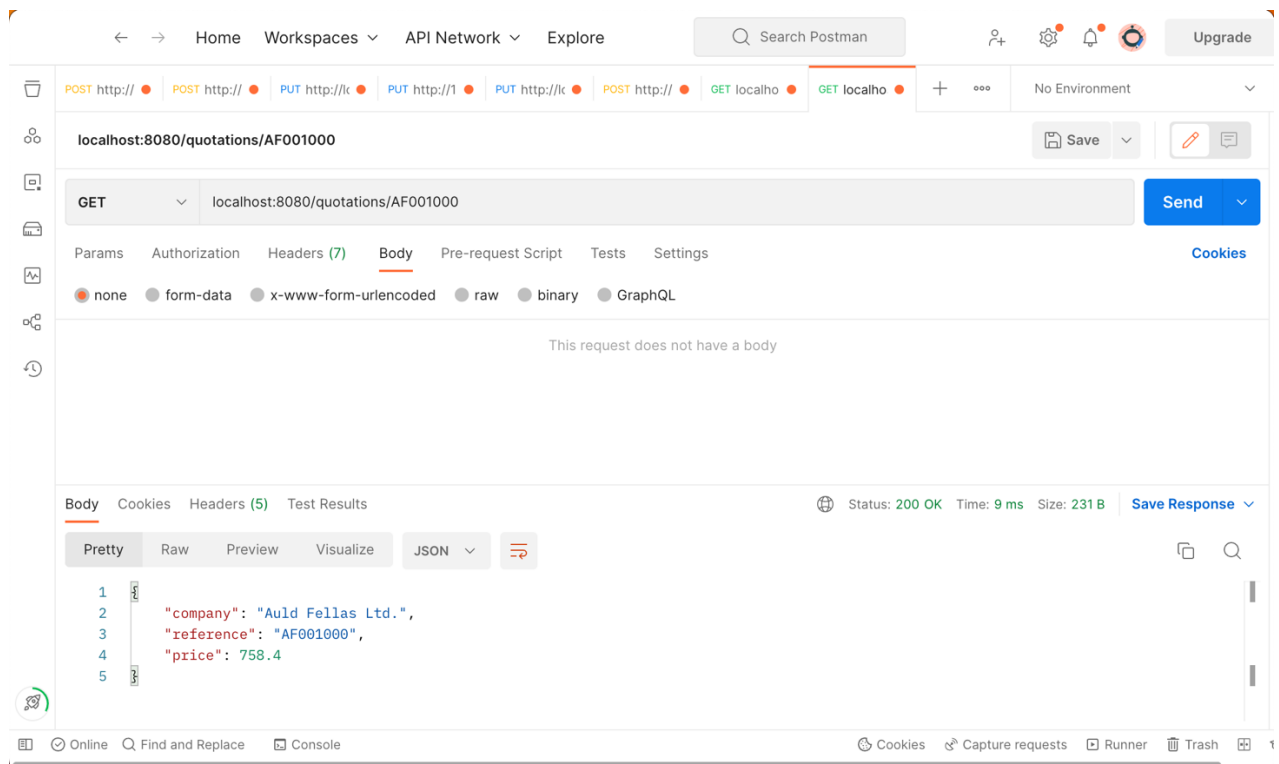 ← → Home Workspaces API Network Explore Search Postman Upgrade
POST http:// POST http:// PUT http://lc PUT http://1 PUT http://lc POST http:// GET localho GET localho + ooo No Environment
localhost:8080/quotations/AF001000 Save
GET localhost:8080/quotations/AF001000 Send
Params Authorization Headers (7) Body Pre-request Script Tests Settings Cookies
none form-data x-www-form-urlencoded raw binary GraphQL
This request does not have a body
Body Cookies Headers (5) Test Results Status: 200 OK Time: 9 ms Size: 231 B Save Response
Pretty Raw Preview Visualize JSON
1 {
2 "company": "Auld Fellas Ltd.",
3 "reference": "AF001000",
4 "price": 758.4
5 }
Online Find and Replace Console Cookies Capture requests Runner Trash